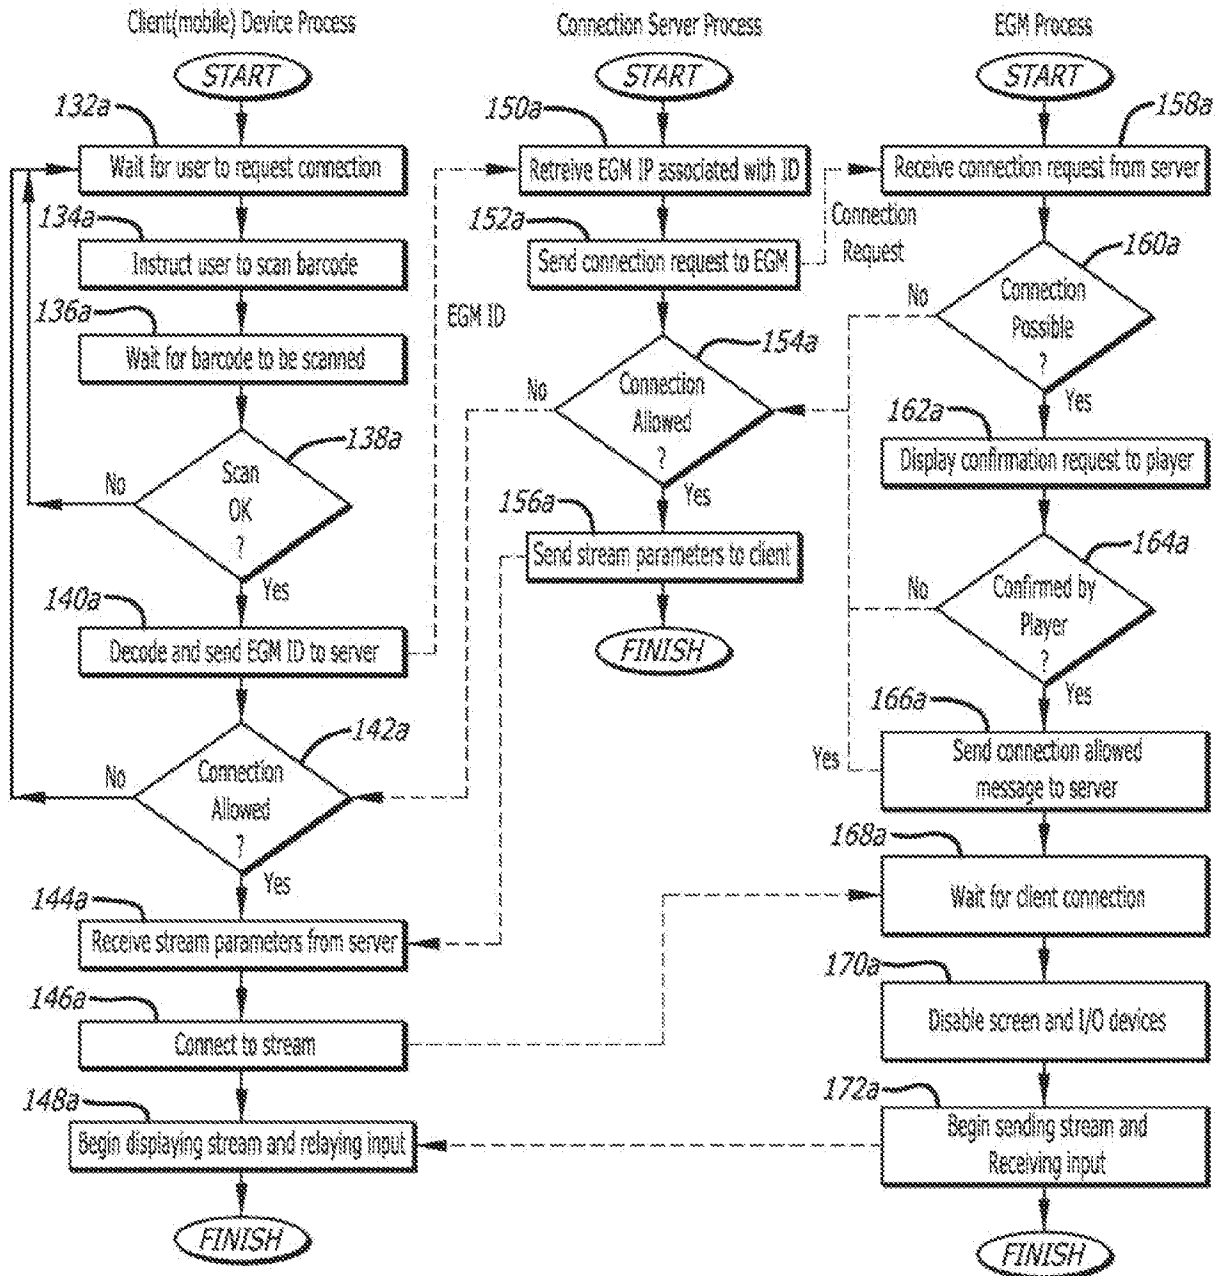 Client(mobile) Device Process
START
132a
Wait for user to request connection
134a
Instruct user to scan barcode
136a
Wait for barcode to be scanned
138a
Scan
OK
?
No
Yes
140a
Decode and send EGM ID to server
EGM ID
142a
Connection
Allowed
?
No
Yes
144a
Receive stream parameters from server
146a
Connect to stream
148a
Begin displaying stream and relaying input
FINISH
Connection Server Process
START
150a
Retreive EGM IP associated with ID
152a
Send connection request to EGM
Connection
Request
154a
Connection
Allowed
?
No
Yes
156a
Send stream parameters to client
FINISH
EGM Process
START
158a
Receive connection request from server
160a
Connection
Possible
?
No
Yes
162a
Display confirmation request to player
164a
Confirmed by
Player
?
No
Yes
166a
Send connection allowed
message to server
Yes
168a
Wait for client connection
170a
Disable screen and I/O devices
172a
Begin sending stream and
Receiving input
FINISH